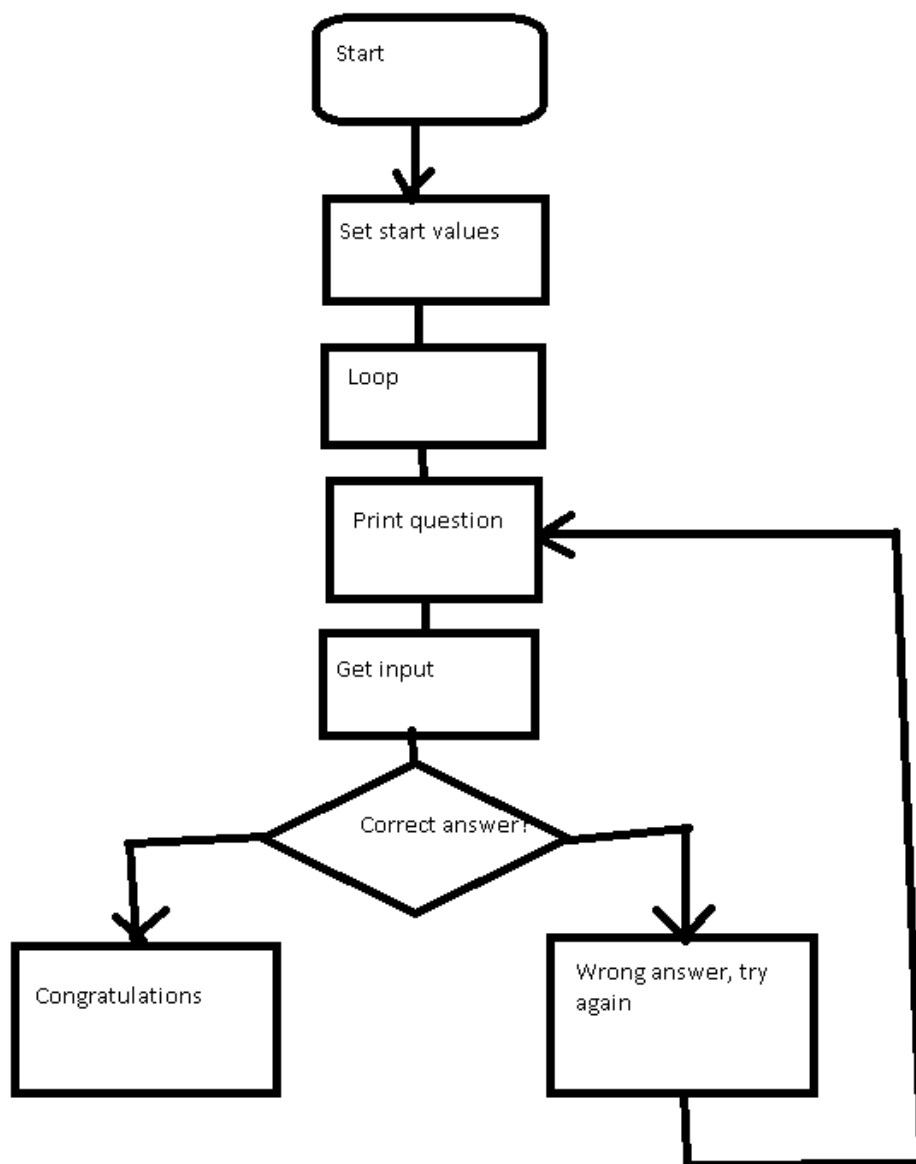 Start
Set start values
Loop
Print question
Get input
Correct answer?
Congratulations
Wrong answer, try
again